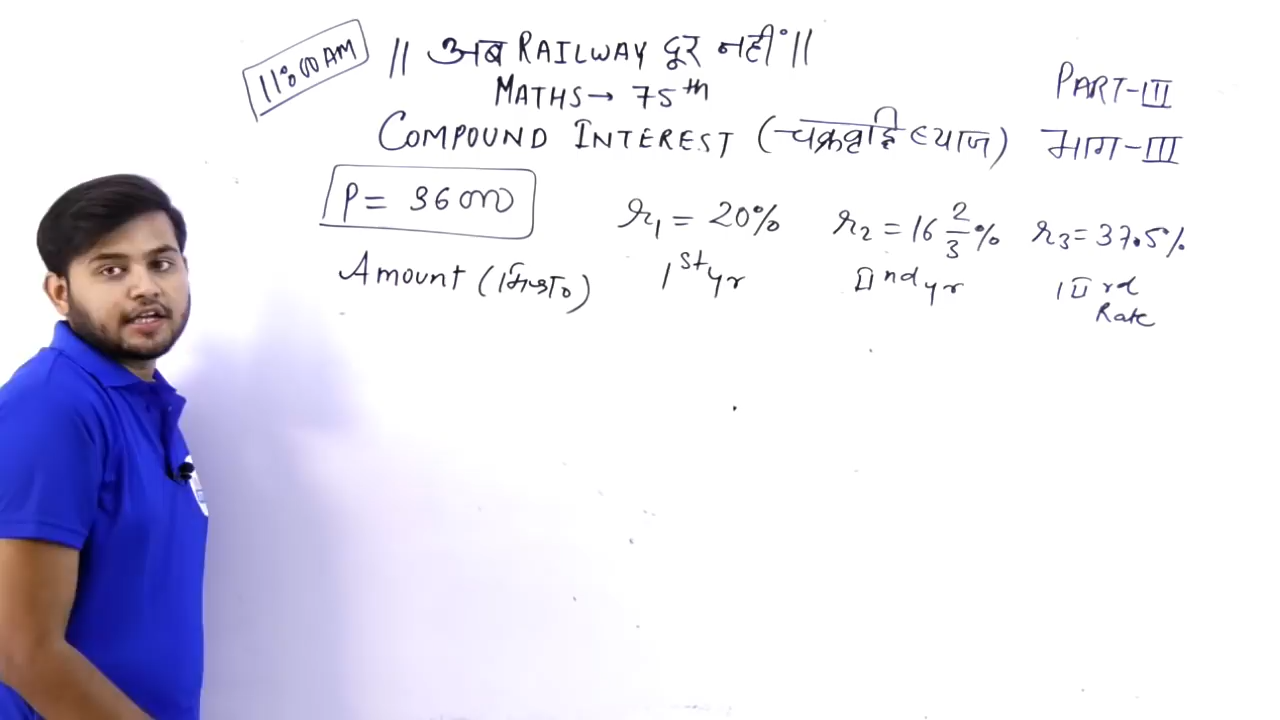 11:00 AM
|| अब RAILWAY दूर नहीं ||
MATHS → 75th
PART-III
COMPOUND INTEREST (चक्रवृद्धि ब्याज) भाग-III
P = 36000
r₁ = 20% r₂ = 16 2/3 % r₃ = 37.5%
Amount (मिश्र०) 1st yr IInd yr IIIrd
Rate